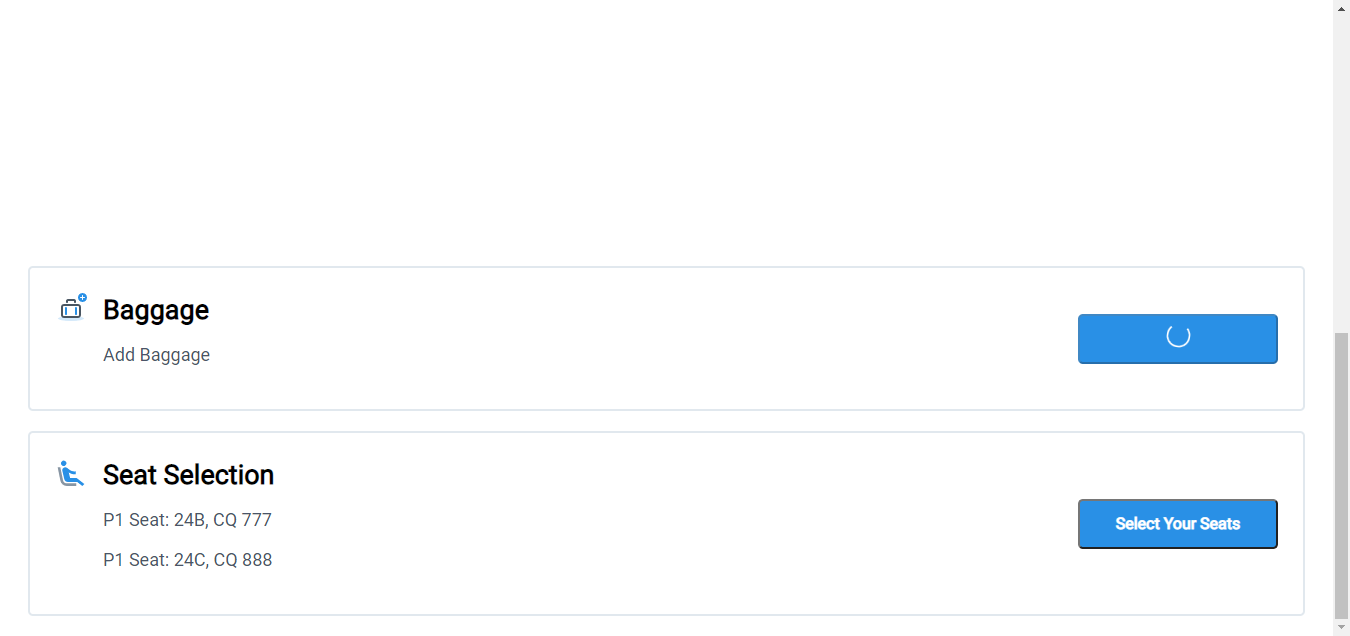 Baggage
Add Baggage
Seat Selection
P1 Seat: 24B, CQ 777
P1 Seat: 24C, CQ 888
Select Your Seats